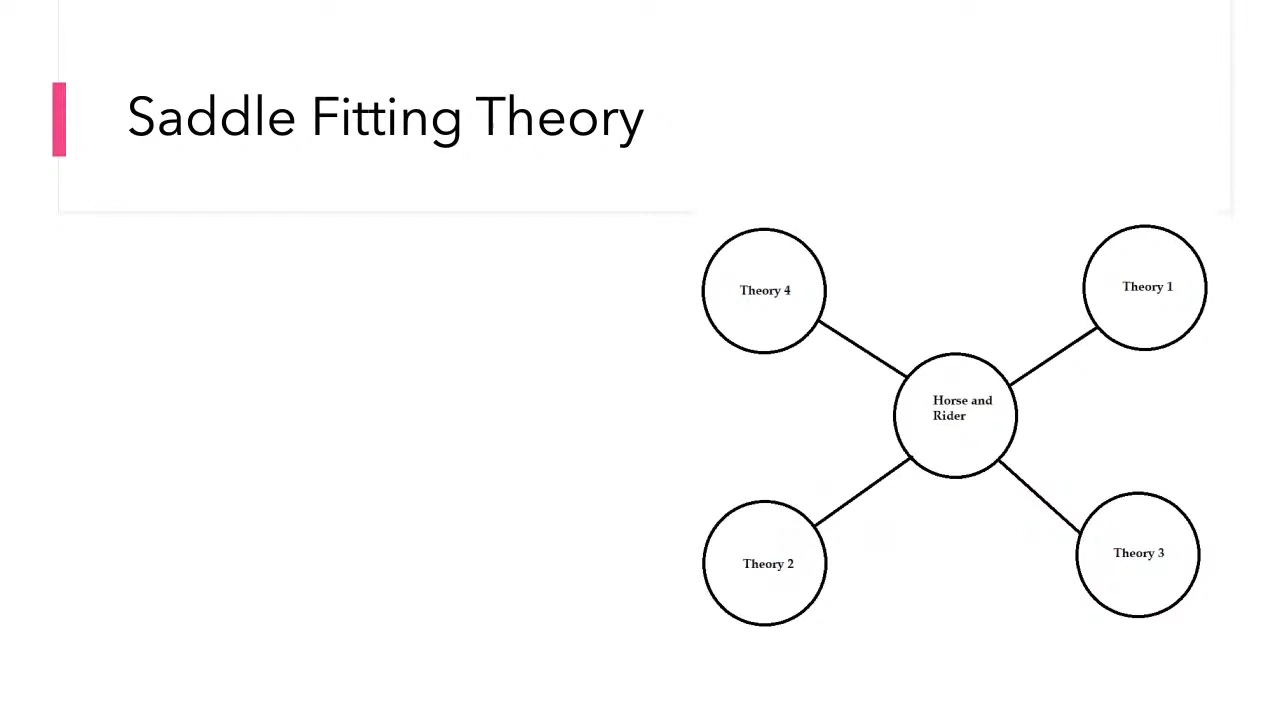 Saddle Fitting Theory
Theory 4
Theory 1
Horse and
Rider
Theory 2
Theory 3